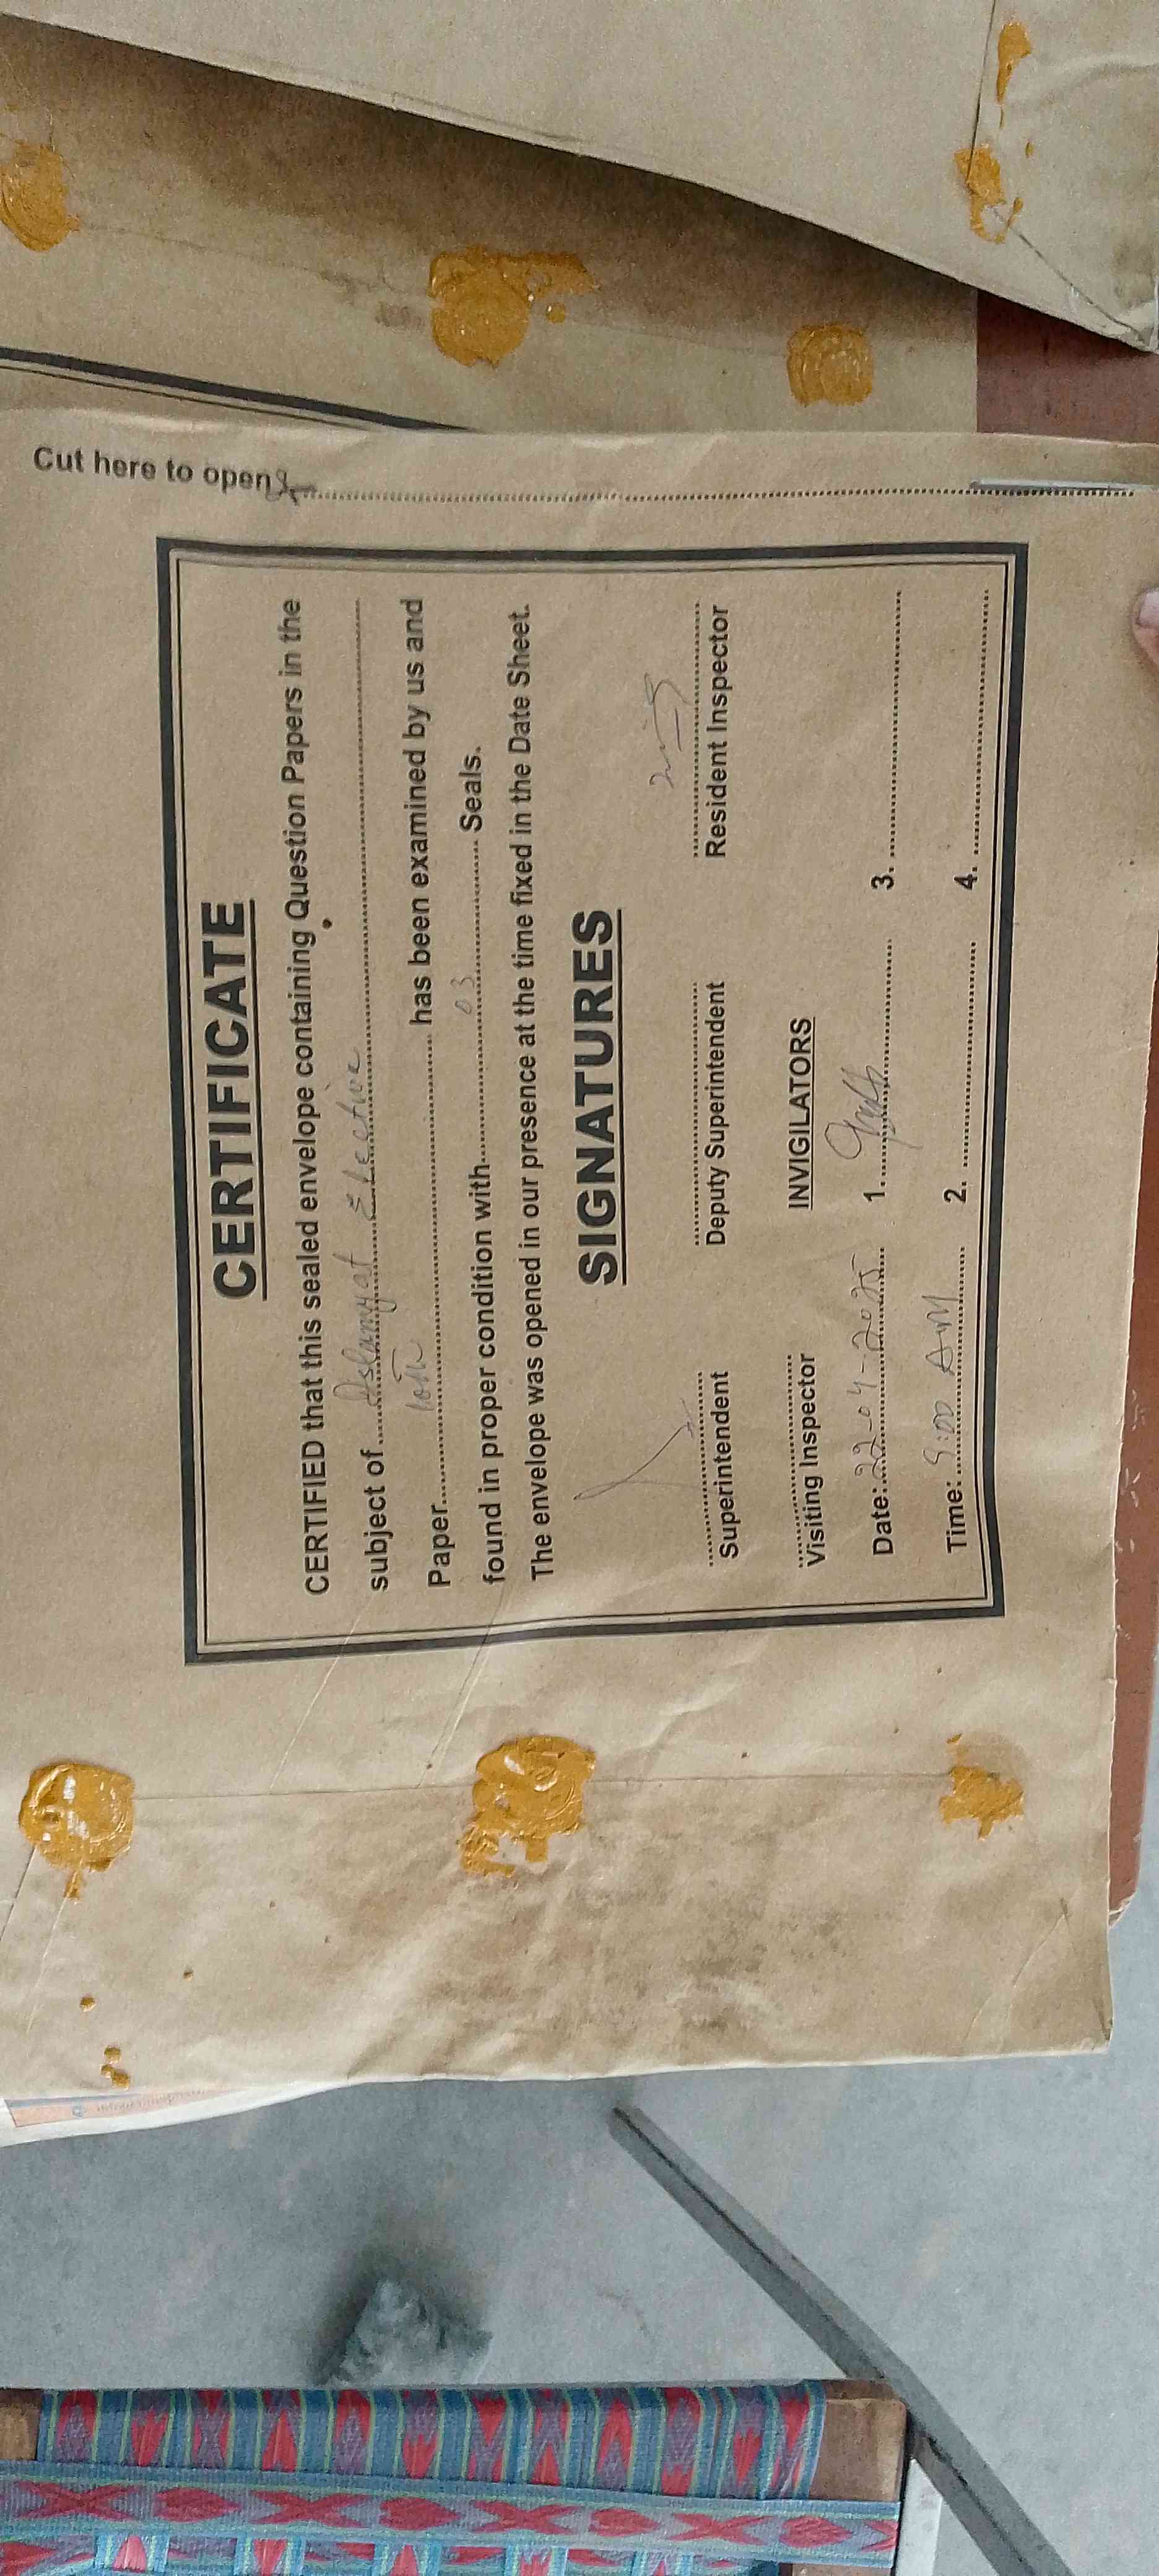 Cut here to open
CERTIFICATE
CERTIFIED that this sealed envelope containing Question Papers in the
subject of Islamyat Elective
Paper 10th has been examined by us and
found in proper condition with 03 Seals.
The envelope was opened in our presence at the time fixed in the Date Sheet.
SIGNATURES
Superintendent Deputy Superintendent Resident Inspector
Visiting Inspector INVIGILATORS
Date: 22-04-2025 1. 3.
Time: 9:00 AM 2. 4.